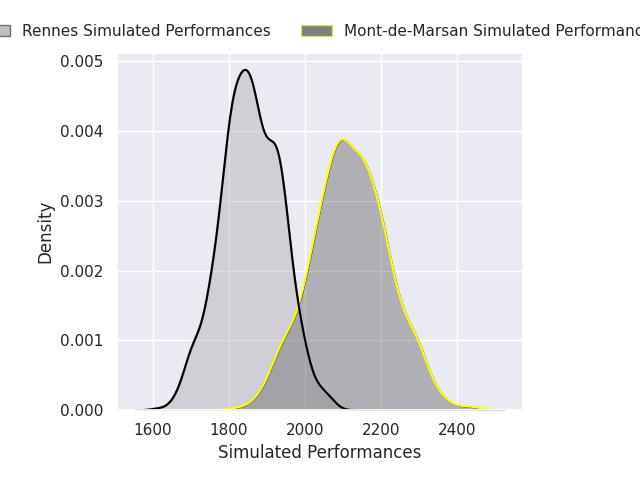 Rennes Simulated Performances
Mont-de-Marsan Simulated
0.005
0.004
0.003
0.002
0.001
0.000
Density
1600 1800 2000 2200 2400
Simulated Performances